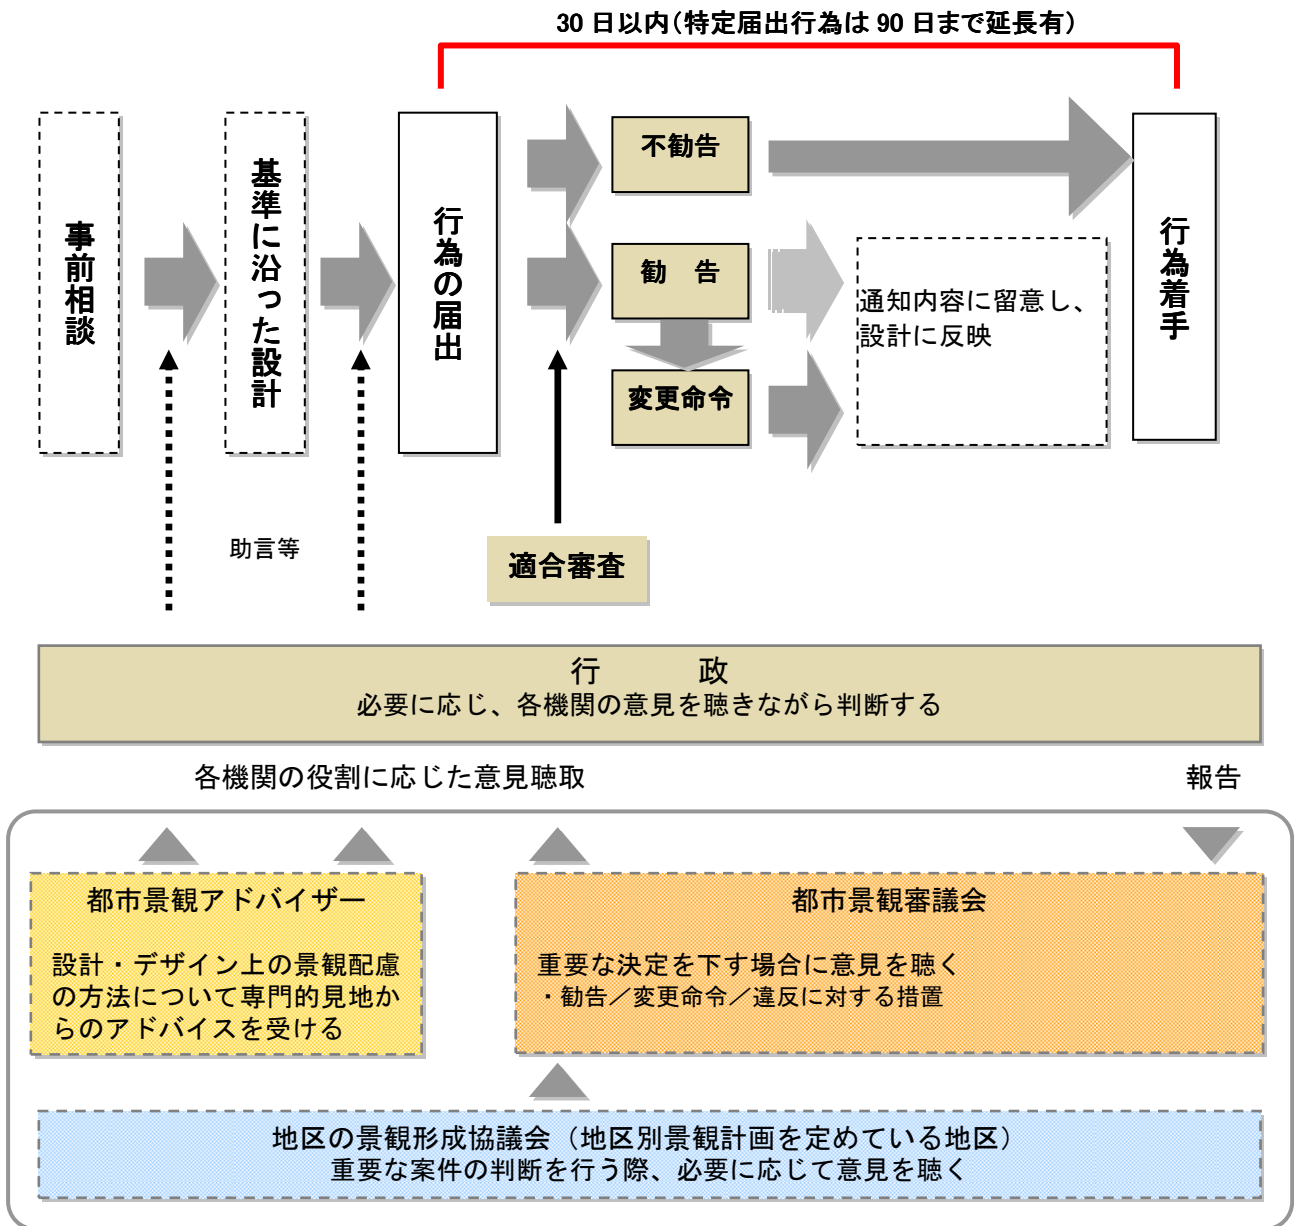 30 日以内（特定届出行為は 90 日まで延長有）
事前相談
基準に沿った設計
行為の届出
不勧告
勧　告
変更命令
通知内容に留意し、
設計に反映
行為着手
助言等
適合審査
行　　　政
必要に応じ、各機関の意見を聴きながら判断する
各機関の役割に応じた意見聴取
報告
都市景観アドバイザー
設計・デザイン上の景観配慮
の方法について専門的見地か
らのアドバイスを受ける
都市景観審議会
重要な決定を下す場合に意見を聴く
・勧告／変更命令／違反に対する措置
地区の景観形成協議会（地区別景観計画を定めている地区）
重要な案件の判断を行う際、必要に応じて意見を聴く